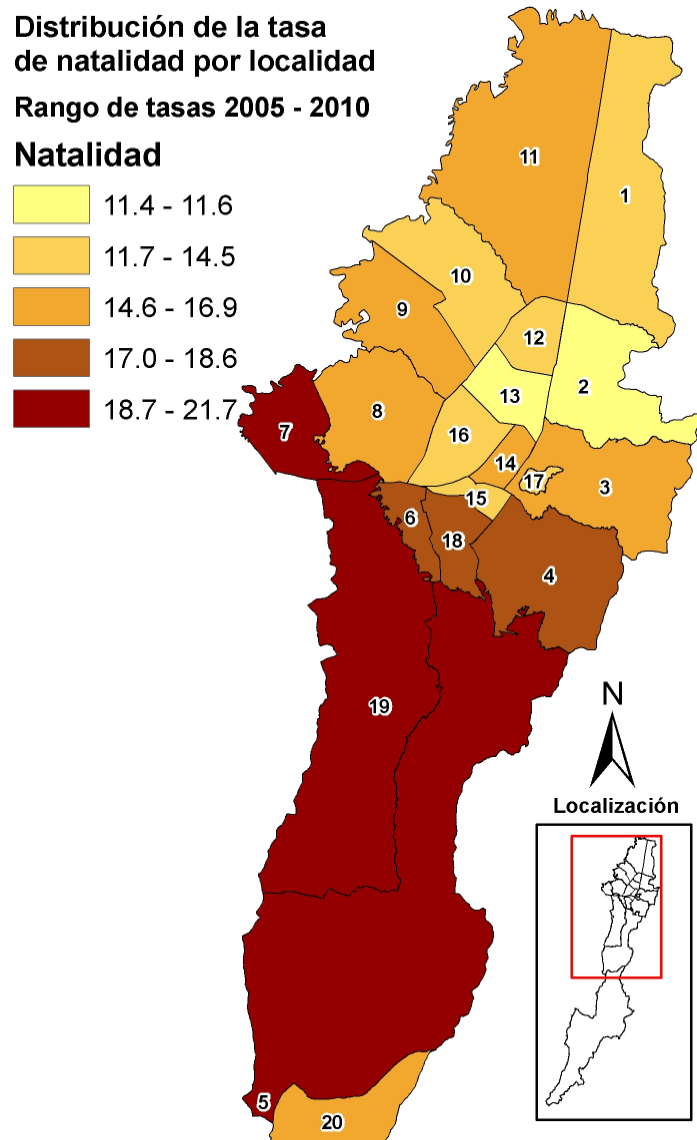 Distribución de la tasa
de natalidad por localidad
Rango de tasas 2005 - 2010
Natalidad
11.4 - 11.6
11.7 - 14.5
14.6 - 16.9
17.0 - 18.6
18.7 - 21.7
11
1
10
9
12
2
13
7
8
16
14
17
3
15
6
18
4
19
N
Localización
5
20